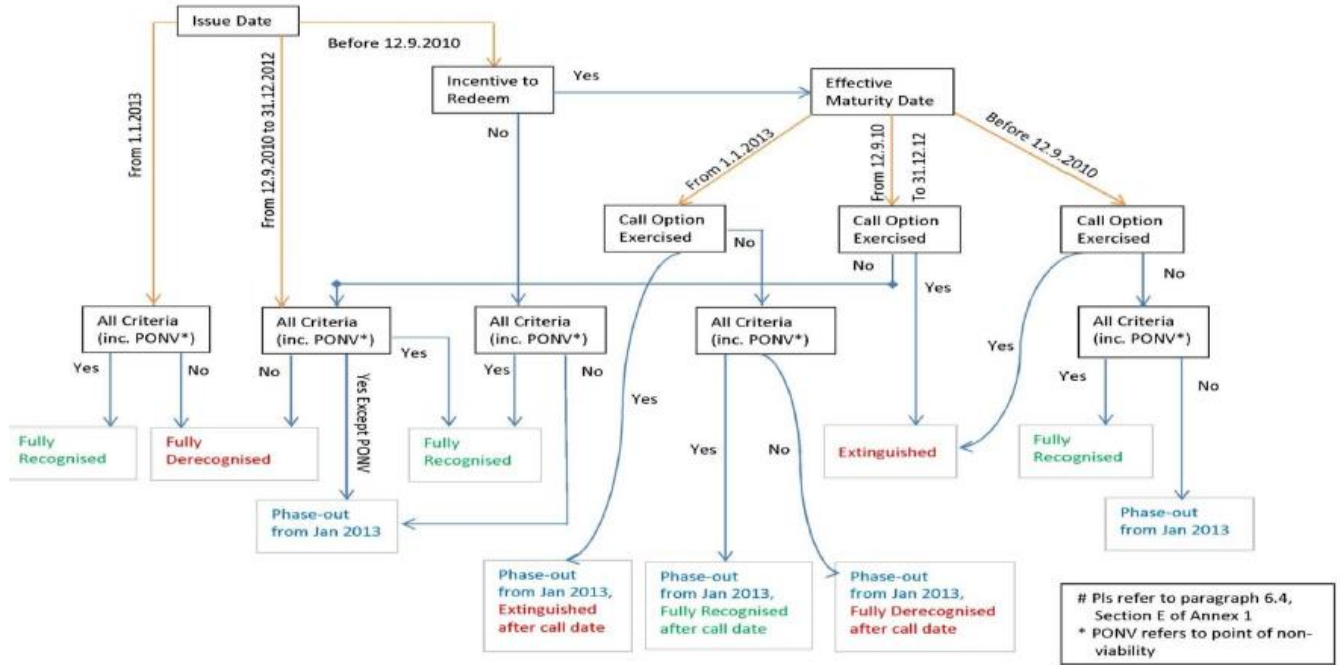 Issue Date
Before 12.9.2010
From 1.1.2013
From 12.9.2010 to 31.12.2012
Incentive to
Redeem
Yes
No
Effective
Maturity Date
From 1.1.2013
From 12.9.10
To 31.12.12
Before 12.9.2010
Call Option
Exercised
No
Call Option
Exercised
No
Yes
Call Option
Exercised
No
Yes
All Criteria
(inc. PONV*)
Yes
No
All Criteria
(inc. PONV*)
No
Yes Except PONV
Yes
All Criteria
(inc. PONV*)
Yes
No
Yes
All Criteria
(inc. PONV*)
Yes
No
All Criteria
(inc. PONV*)
Yes
No
Fully
Recognised
Fully
Derecognised
Fully
Recognised
Extinguished
Fully
Recognised
Phase-out
from Jan 2013
Phase-out
from Jan 2013
Phase-out
from Jan 2013,
Extinguished
after call date
Phase-out
from Jan 2013,
Fully Recognised
after call date
Phase-out
from Jan 2013,
Fully Derecognised
after call date
# Pls refer to paragraph 6.4,
Section E of Annex 1
* PONV refers to point of non-
viability